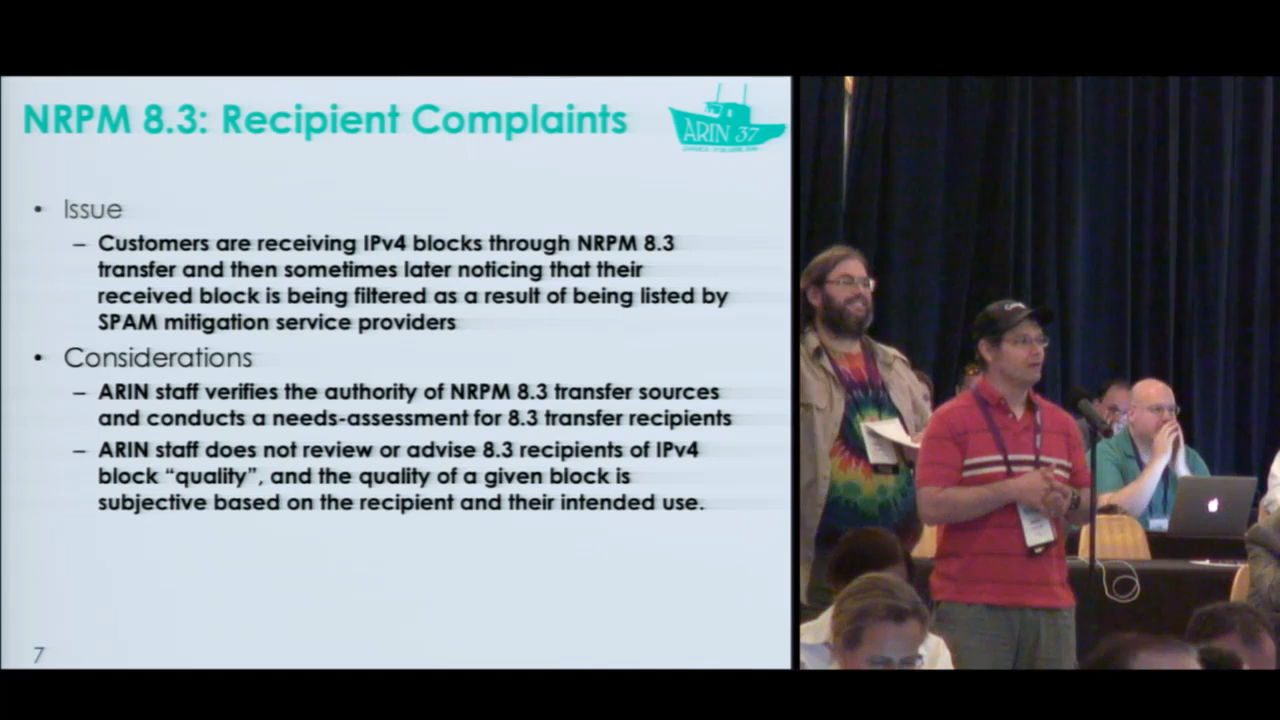 NRPM 8.3: Recipient Complaints
ARIN 37
• Issue
– Customers are receiving IPv4 blocks through NRPM 8.3
transfer and then sometimes later noticing that their
received block is being filtered as a result of being listed by
SPAM mitigation service providers
• Considerations
– ARIN staff verifies the authority of NRPM 8.3 transfer sources
and conducts a needs-assessment for 8.3 transfer recipients
– ARIN staff does not review or advise 8.3 recipients of IPv4
block “quality”, and the quality of a given block is
subjective based on the recipient and their intended use.
7